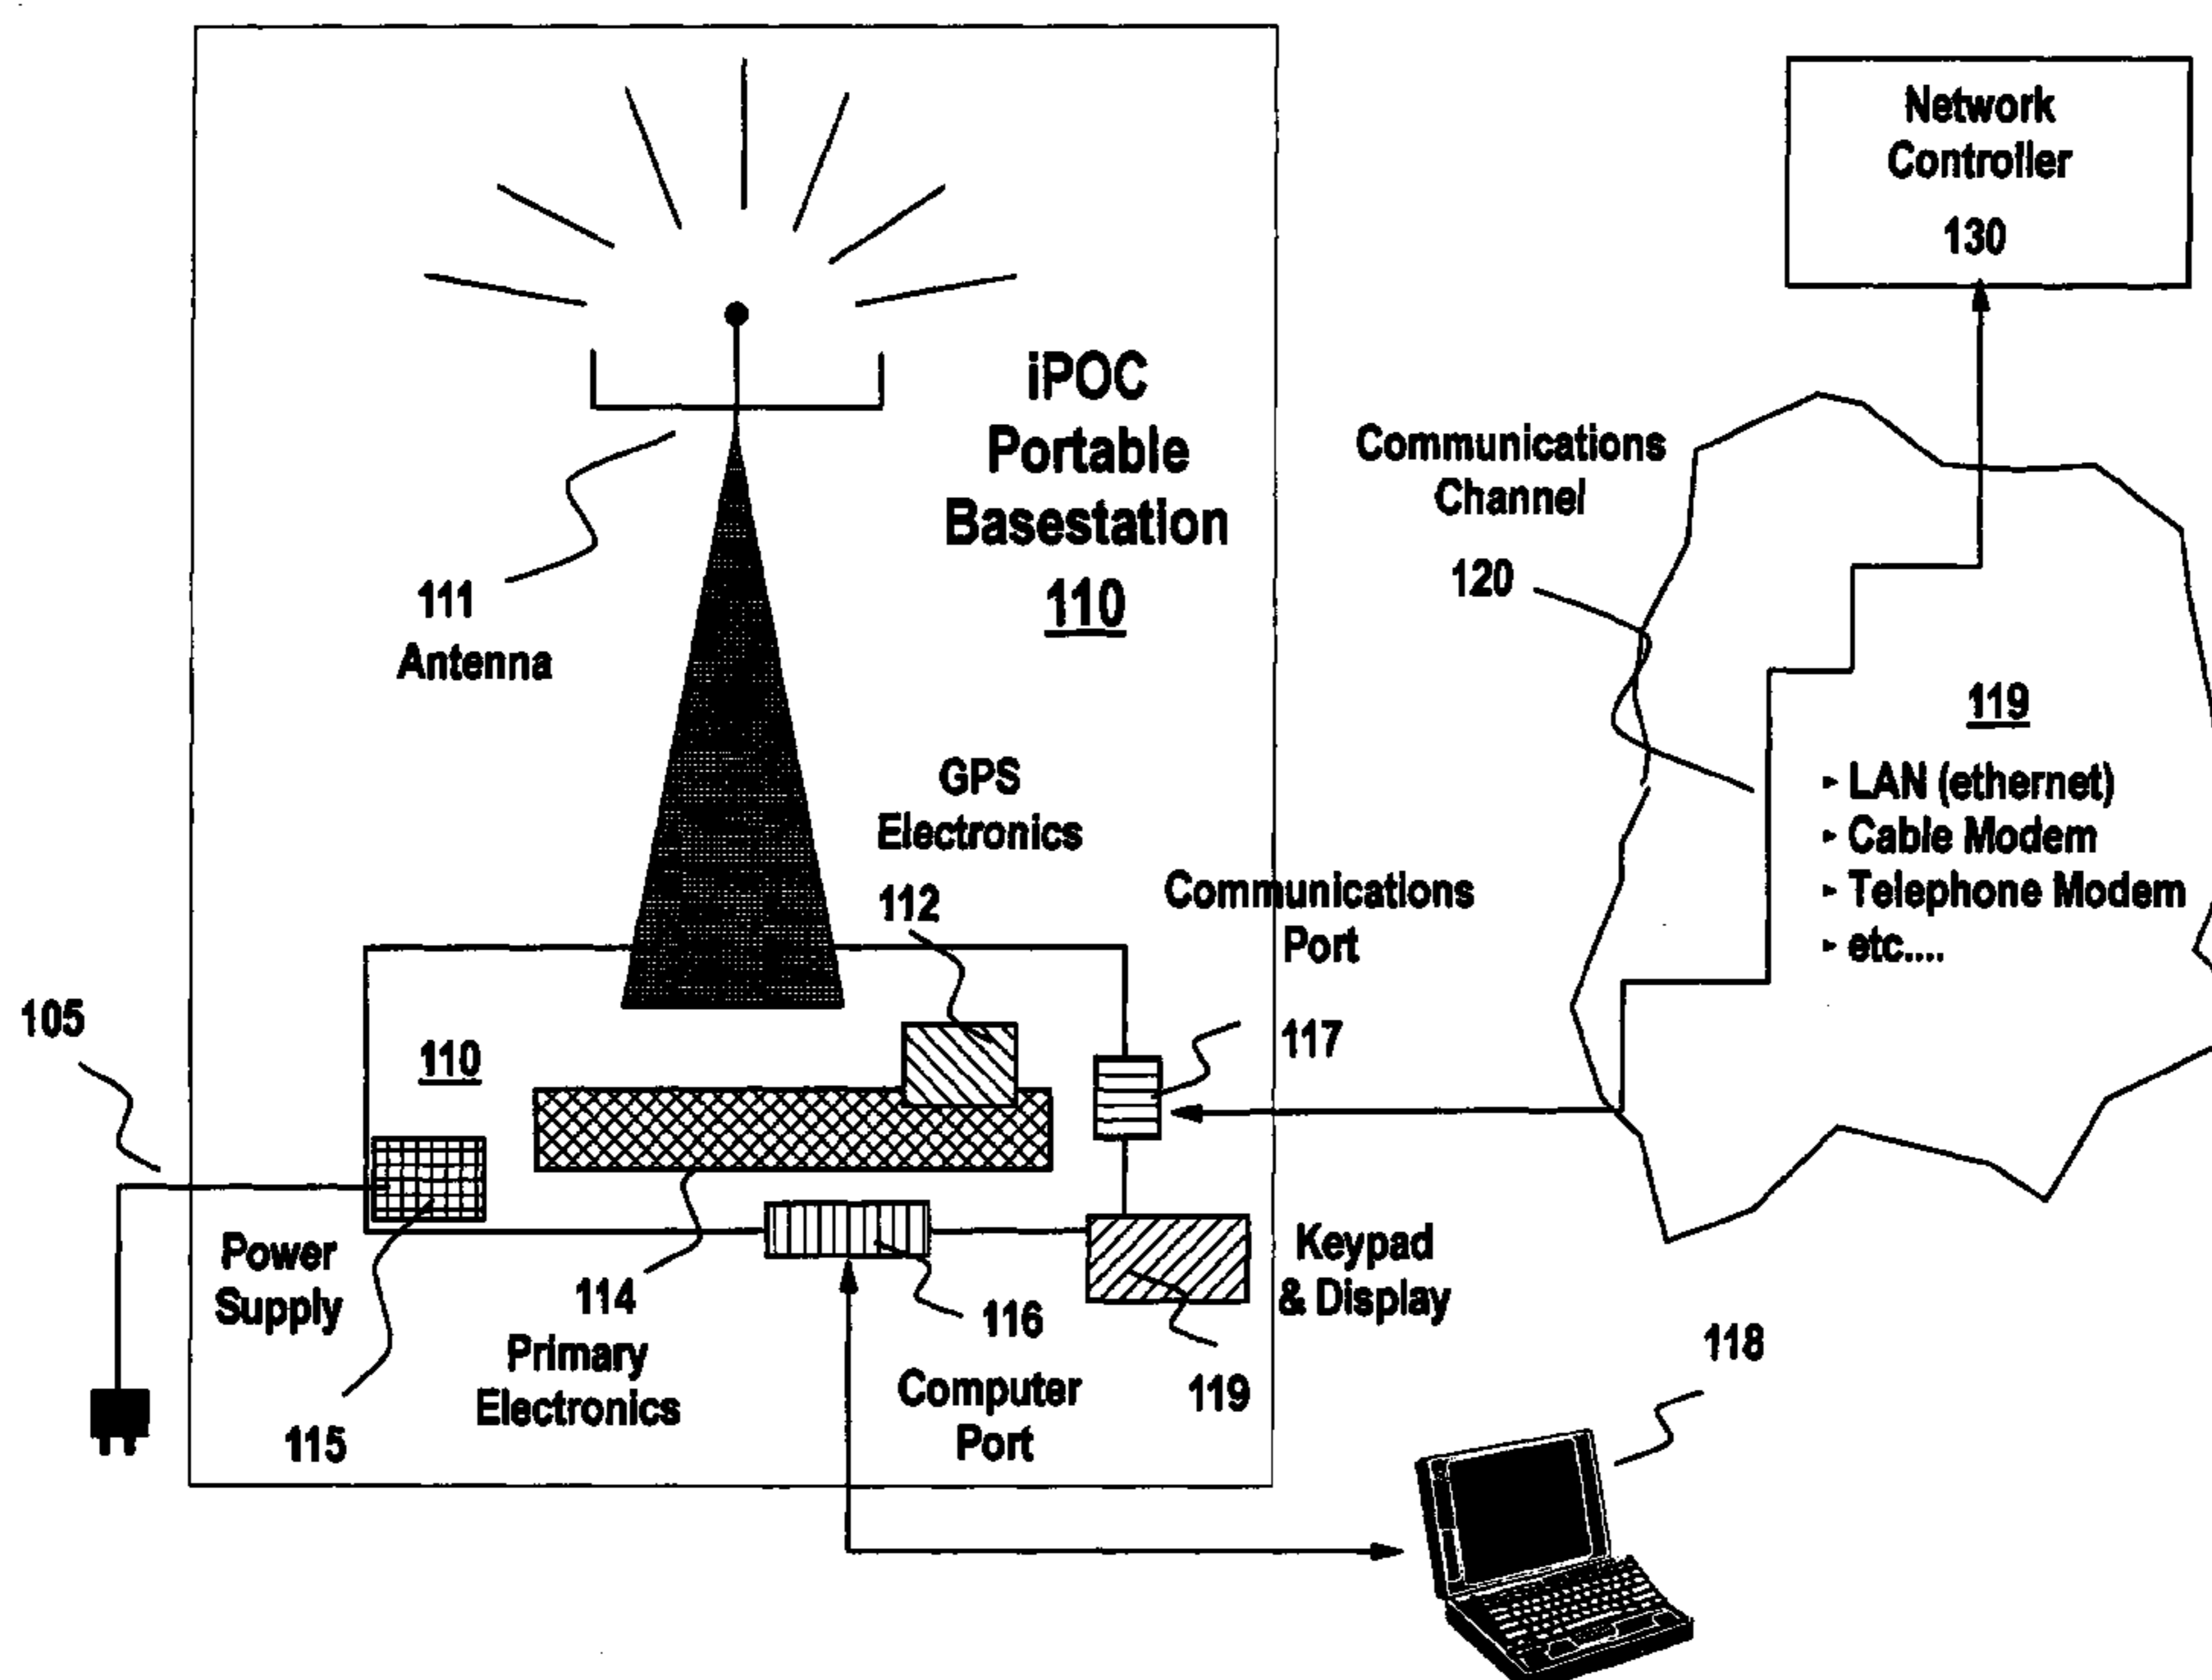 Network
Controller
130
iPOC
Portable
Basestation
110
111
Antenna
Communications
Channel
120
119
▸ LAN (ethernet)
▸ Cable Modem
▸ Telephone Modem
▸ etc....
GPS
Electronics
112
Communications
Port
117
105
110
Power
Supply
115
114
Primary
Electronics
116
Computer
Port
Keypad
& Display
119
118